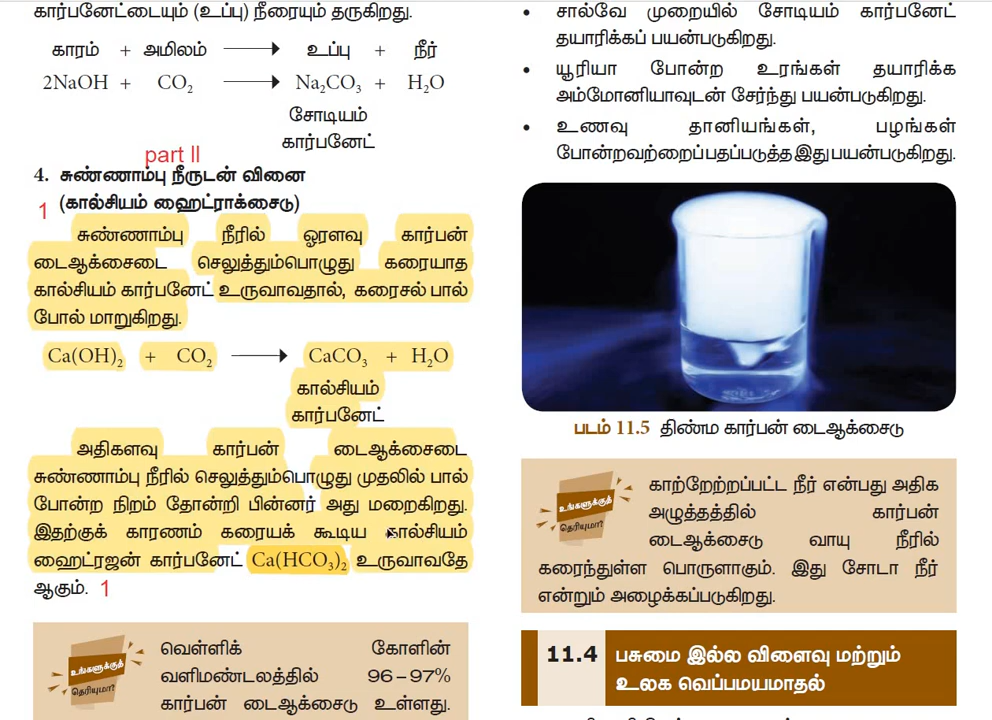 கார்பனேட்டையும் (உப்பு) நீரையும் தருகிறது.
காரம் + அமிலம் ⟶ உப்பு + நீர்
2NaOH + CO₂ ⟶ Na₂CO₃ + H₂O
சோடியம்
கார்பனேட்
part II
4. சுண்ணாம்பு நீருடன் வினை
1 (கால்சியம் ஹைட்ராக்சைடு)
சுண்ணாம்பு நீரில் ஓரளவு கார்பன்
டைஆக்சைடை செலுத்தும்பொழுது கரையாத
கால்சியம் கார்பனேட் உருவாவதால், கரைசல் பால்
போல் மாறுகிறது.
Ca(OH)₂ + CO₂ ⟶ CaCO₃ + H₂O
கால்சியம்
கார்பனேட்
அதிகளவு கார்பன் டைஆக்சைடை
சுண்ணாம்பு நீரில் செலுத்தும்பொழுது முதலில் பால்
போன்ற நிறம் தோன்றி பின்னர் அது மறைகிறது.
இதற்குக் காரணம் கரையக் கூடிய கால்சியம்
ஹைட்ரஜன் கார்பனேட் Ca(HCO₃)₂ உருவாவதே
ஆகும். 1
உங்களுக்குத்
தெரியுமா?
வெள்ளிக் கோளின்
வளிமண்டலத்தில் 96–97%
கார்பன் டைஆக்சைடு உள்ளது.
• சால்வே முறையில் சோடியம் கார்பனேட்
தயாரிக்கப் பயன்படுகிறது.
• யூரியா போன்ற உரங்கள் தயாரிக்க
அம்மோனியாவுடன் சேர்ந்து பயன்படுகிறது.
• உணவு தானியங்கள், பழங்கள்
போன்றவற்றைப் பதப்படுத்த இது பயன்படுகிறது.
படம் 11.5 திண்ம கார்பன் டைஆக்சைடு
உங்களுக்குத்
தெரியுமா?
காற்றேற்றப்பட்ட நீர் என்பது அதிக
அழுத்தத்தில் கார்பன்
டைஆக்சைடு வாயு நீரில்
கரைந்துள்ள பொருளாகும். இது சோடா நீர்
என்றும் அழைக்கப்படுகிறது.
11.4 பசுமை இல்ல விளைவு மற்றும்
உலக வெப்பமயமாதல்